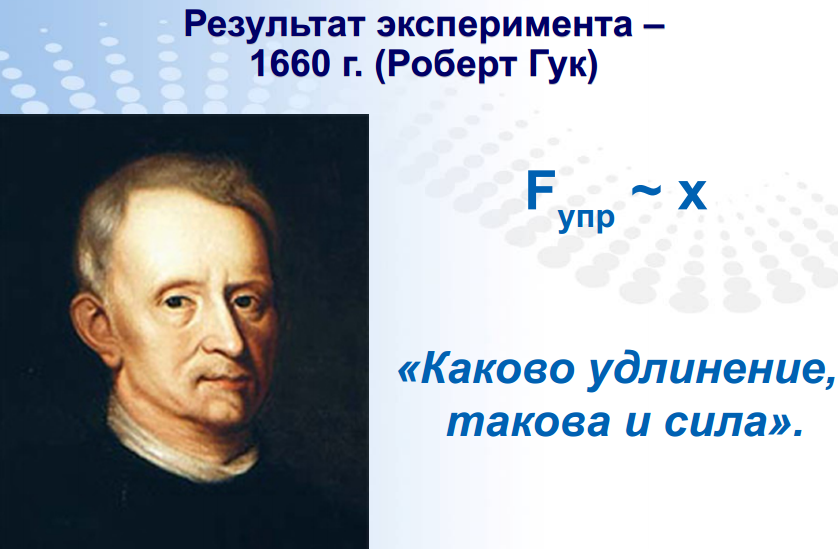 Результат эксперимента –
1660 г. (Роберт Гук)
Fупр ~ x
«Каково удлинение,
такова и сила».